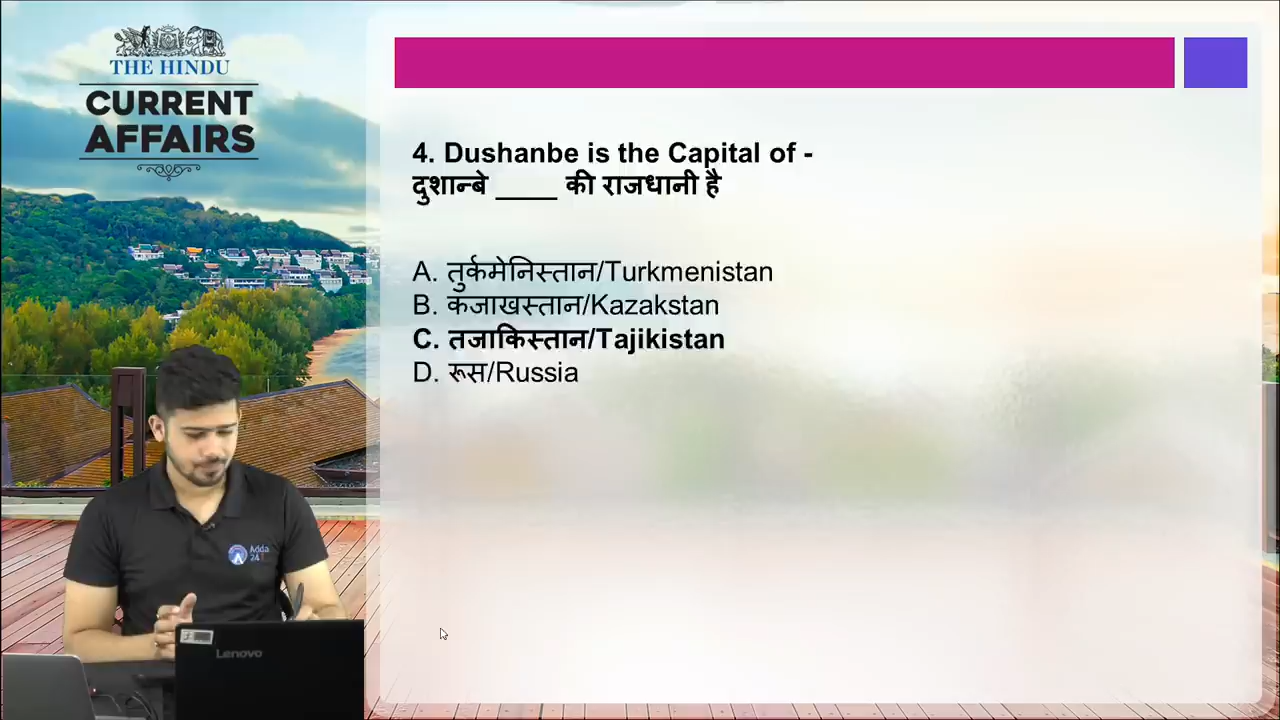 THE HINDU
CURRENT
AFFAIRS
4. Dushanbe is the Capital of -
दुशान्बे _____ की राजधानी है
A. तुर्कमेनिस्तान/Turkmenistan
B. कजाखस्तान/Kazakstan
C. तजाकिस्तान/Tajikistan
D. रूस/Russia
Adda
24
Lenovo